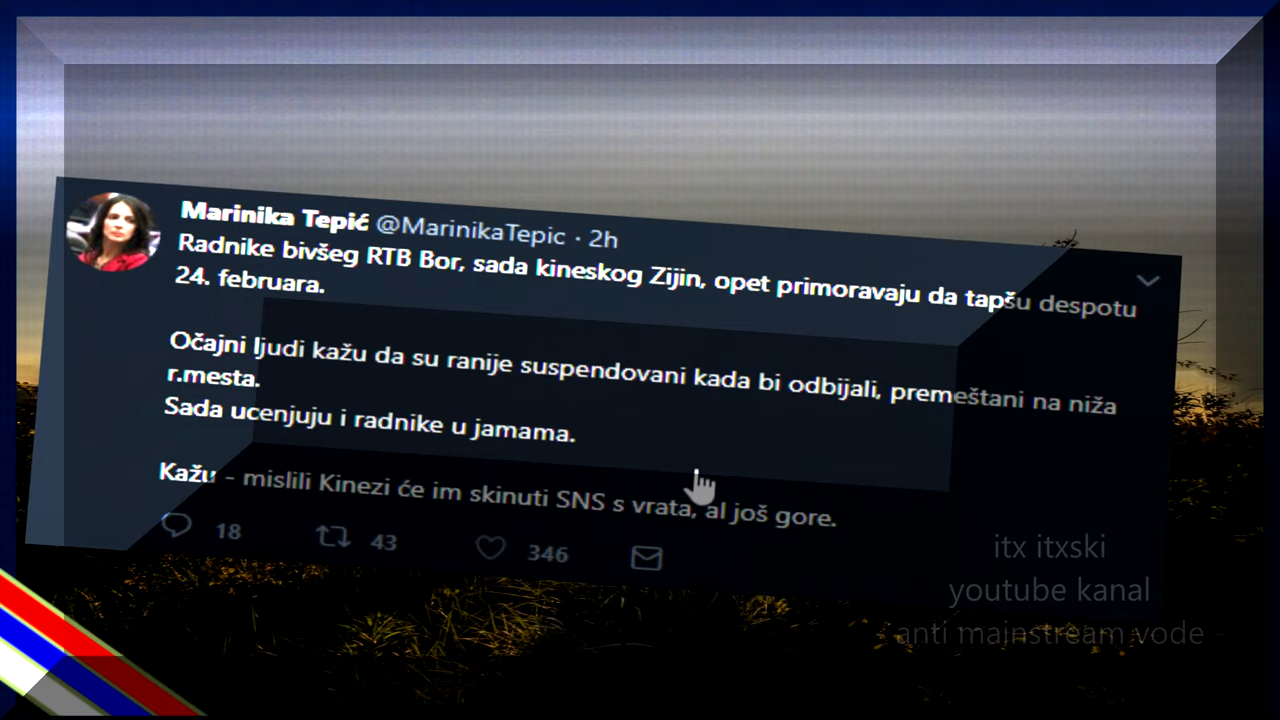 Marinika Tepić @MarinikaTepic · 2h
Radnike bivšeg RTB Bor, sada kineskog Zijin, opet primoravaju da tapšu despotu
24. februara.
Očajni ljudi kažu da su ranije suspendovani kada bi odbijali, premeštani na niža
r.mesta.
Sada ucenjuju i radnike u jamama.
Kažu - mislili Kinezi će im skinuti SNS s vrata, al još gore.
18 43 346
itx itxski
youtube kanal
- anti mainstream vode -